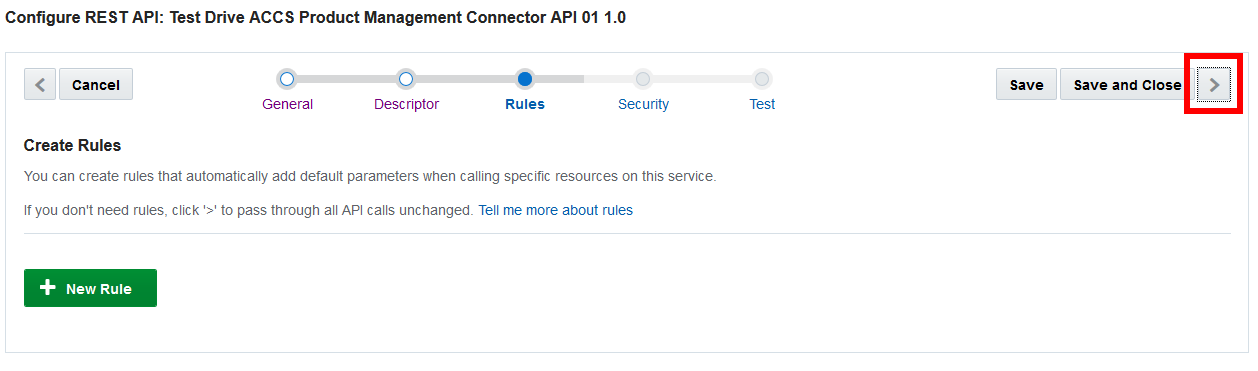 Configure REST API: Test Drive ACCS Product Management Connector API 01 1.0
Cancel
General
Descriptor
Rules
Security
Test
Save
Save and Close
Create Rules
You can create rules that automatically add default parameters when calling specific resources on this service.
If you don't need rules, click '>' to pass through all API calls unchanged. Tell me more about rules
New Rule